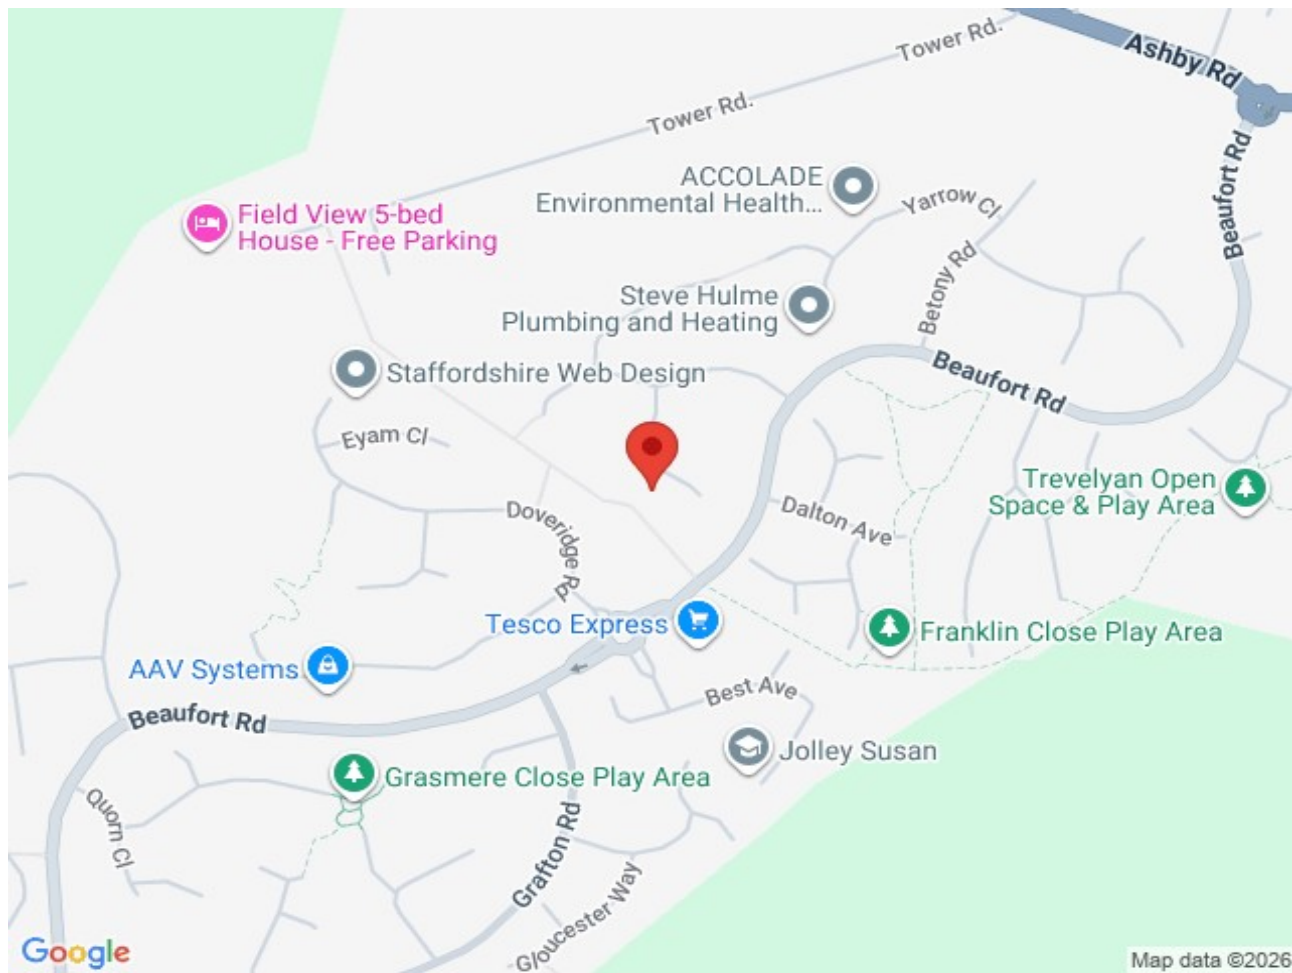 Tower Rd.
Ashby Rd
Tower Rd.
Beaufort Rd
ACCOLADE
Environmental Health...
Yarrow Cl
Field View 5-bed
House - Free Parking
Betony Rd
Steve Hulme
Plumbing and Heating
Staffordshire Web Design
Beaufort Rd
Eyam Cl
Trevelyan Open
Space & Play Area
Doveridge Rd
Dalton Ave
Tesco Express
Franklin Close Play Area
AAV Systems
Best Ave
Beaufort Rd
Jolley Susan
Grasmere Close Play Area
Quorn Cl
Grafton Rd
Gloucester Way
Google
Map data ©2026